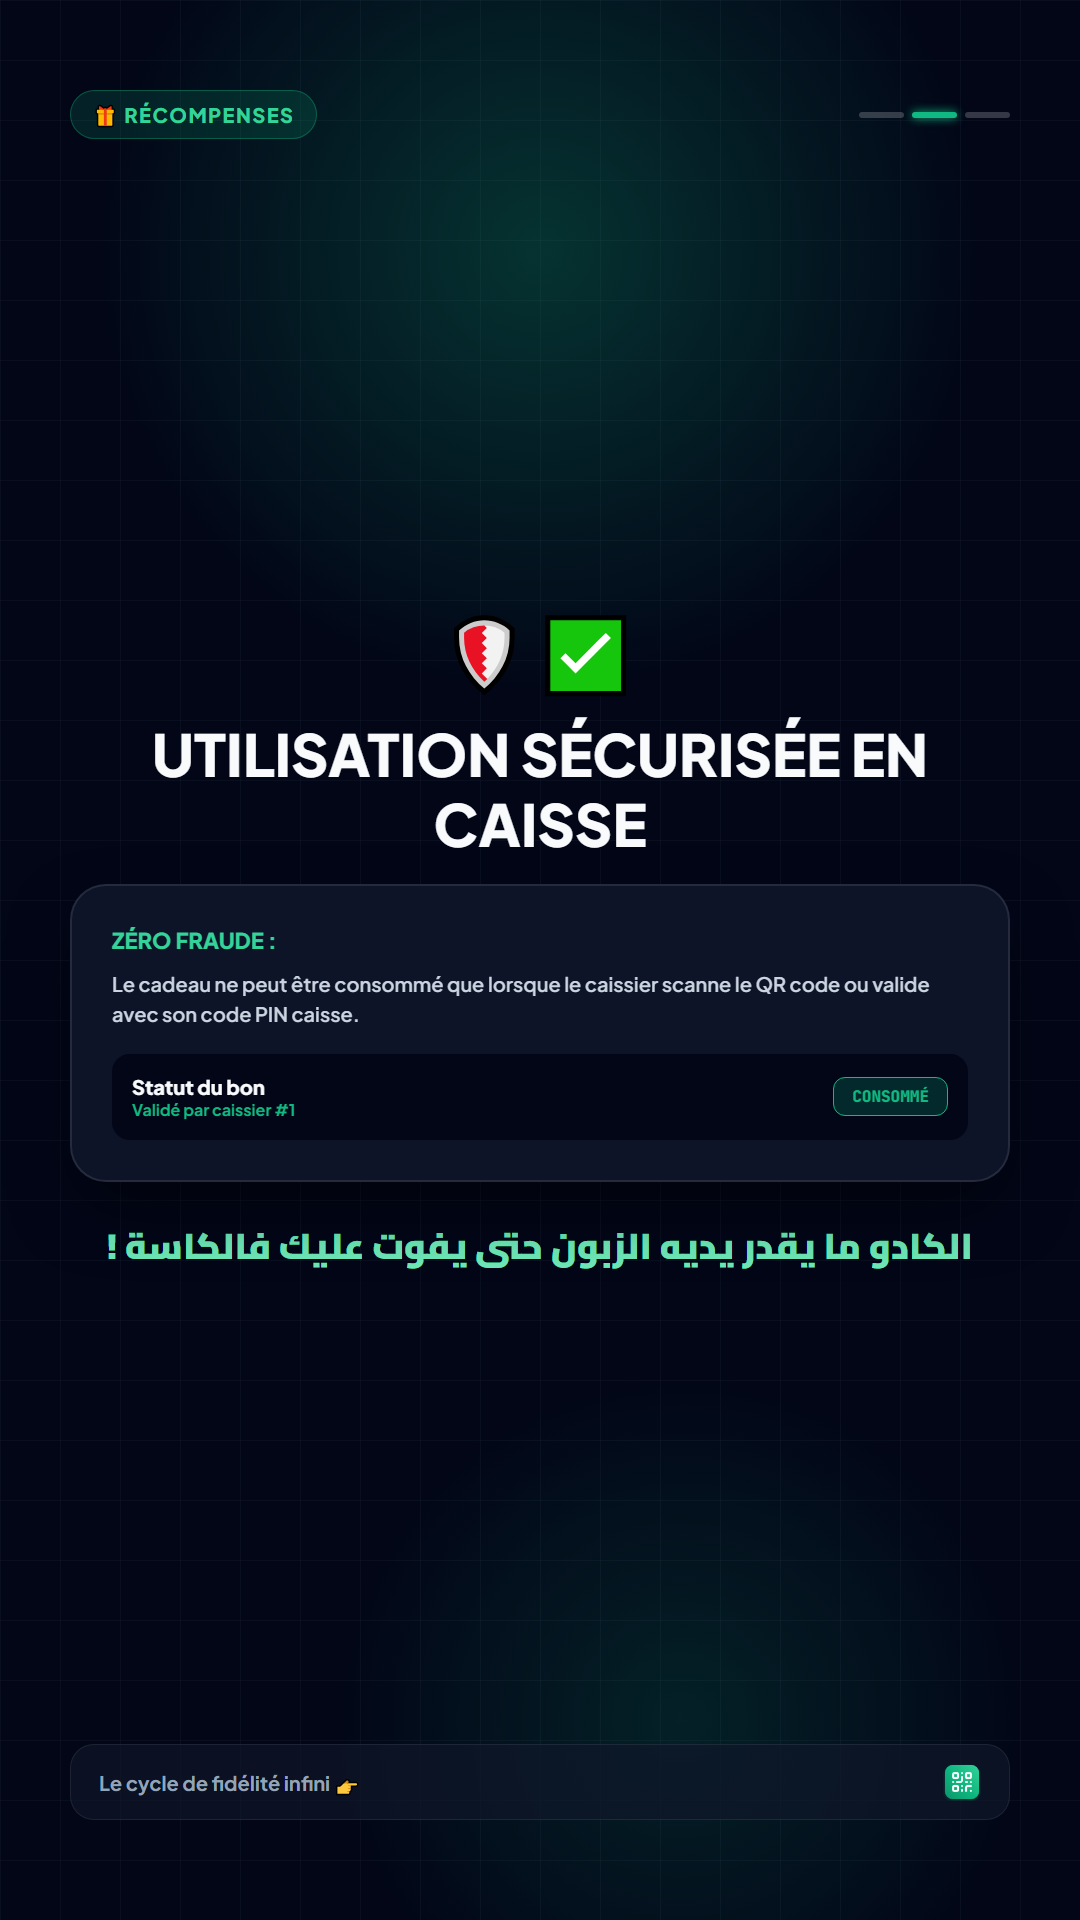 🎁 RÉCOMPENSES
UTILISATION SÉCURISÉE EN
CAISSE
ZÉRO FRAUDE :
Le cadeau ne peut être consommé que lorsque le caissier scanne le QR code ou valide
avec son code PIN caisse.
Statut du bon
Validé par caissier #1
CONSOMMÉ
الكادو ما يقدر يديه الزبون حتى يفوت عليك فالكاسة !
Le cycle de fidélité infini 👉